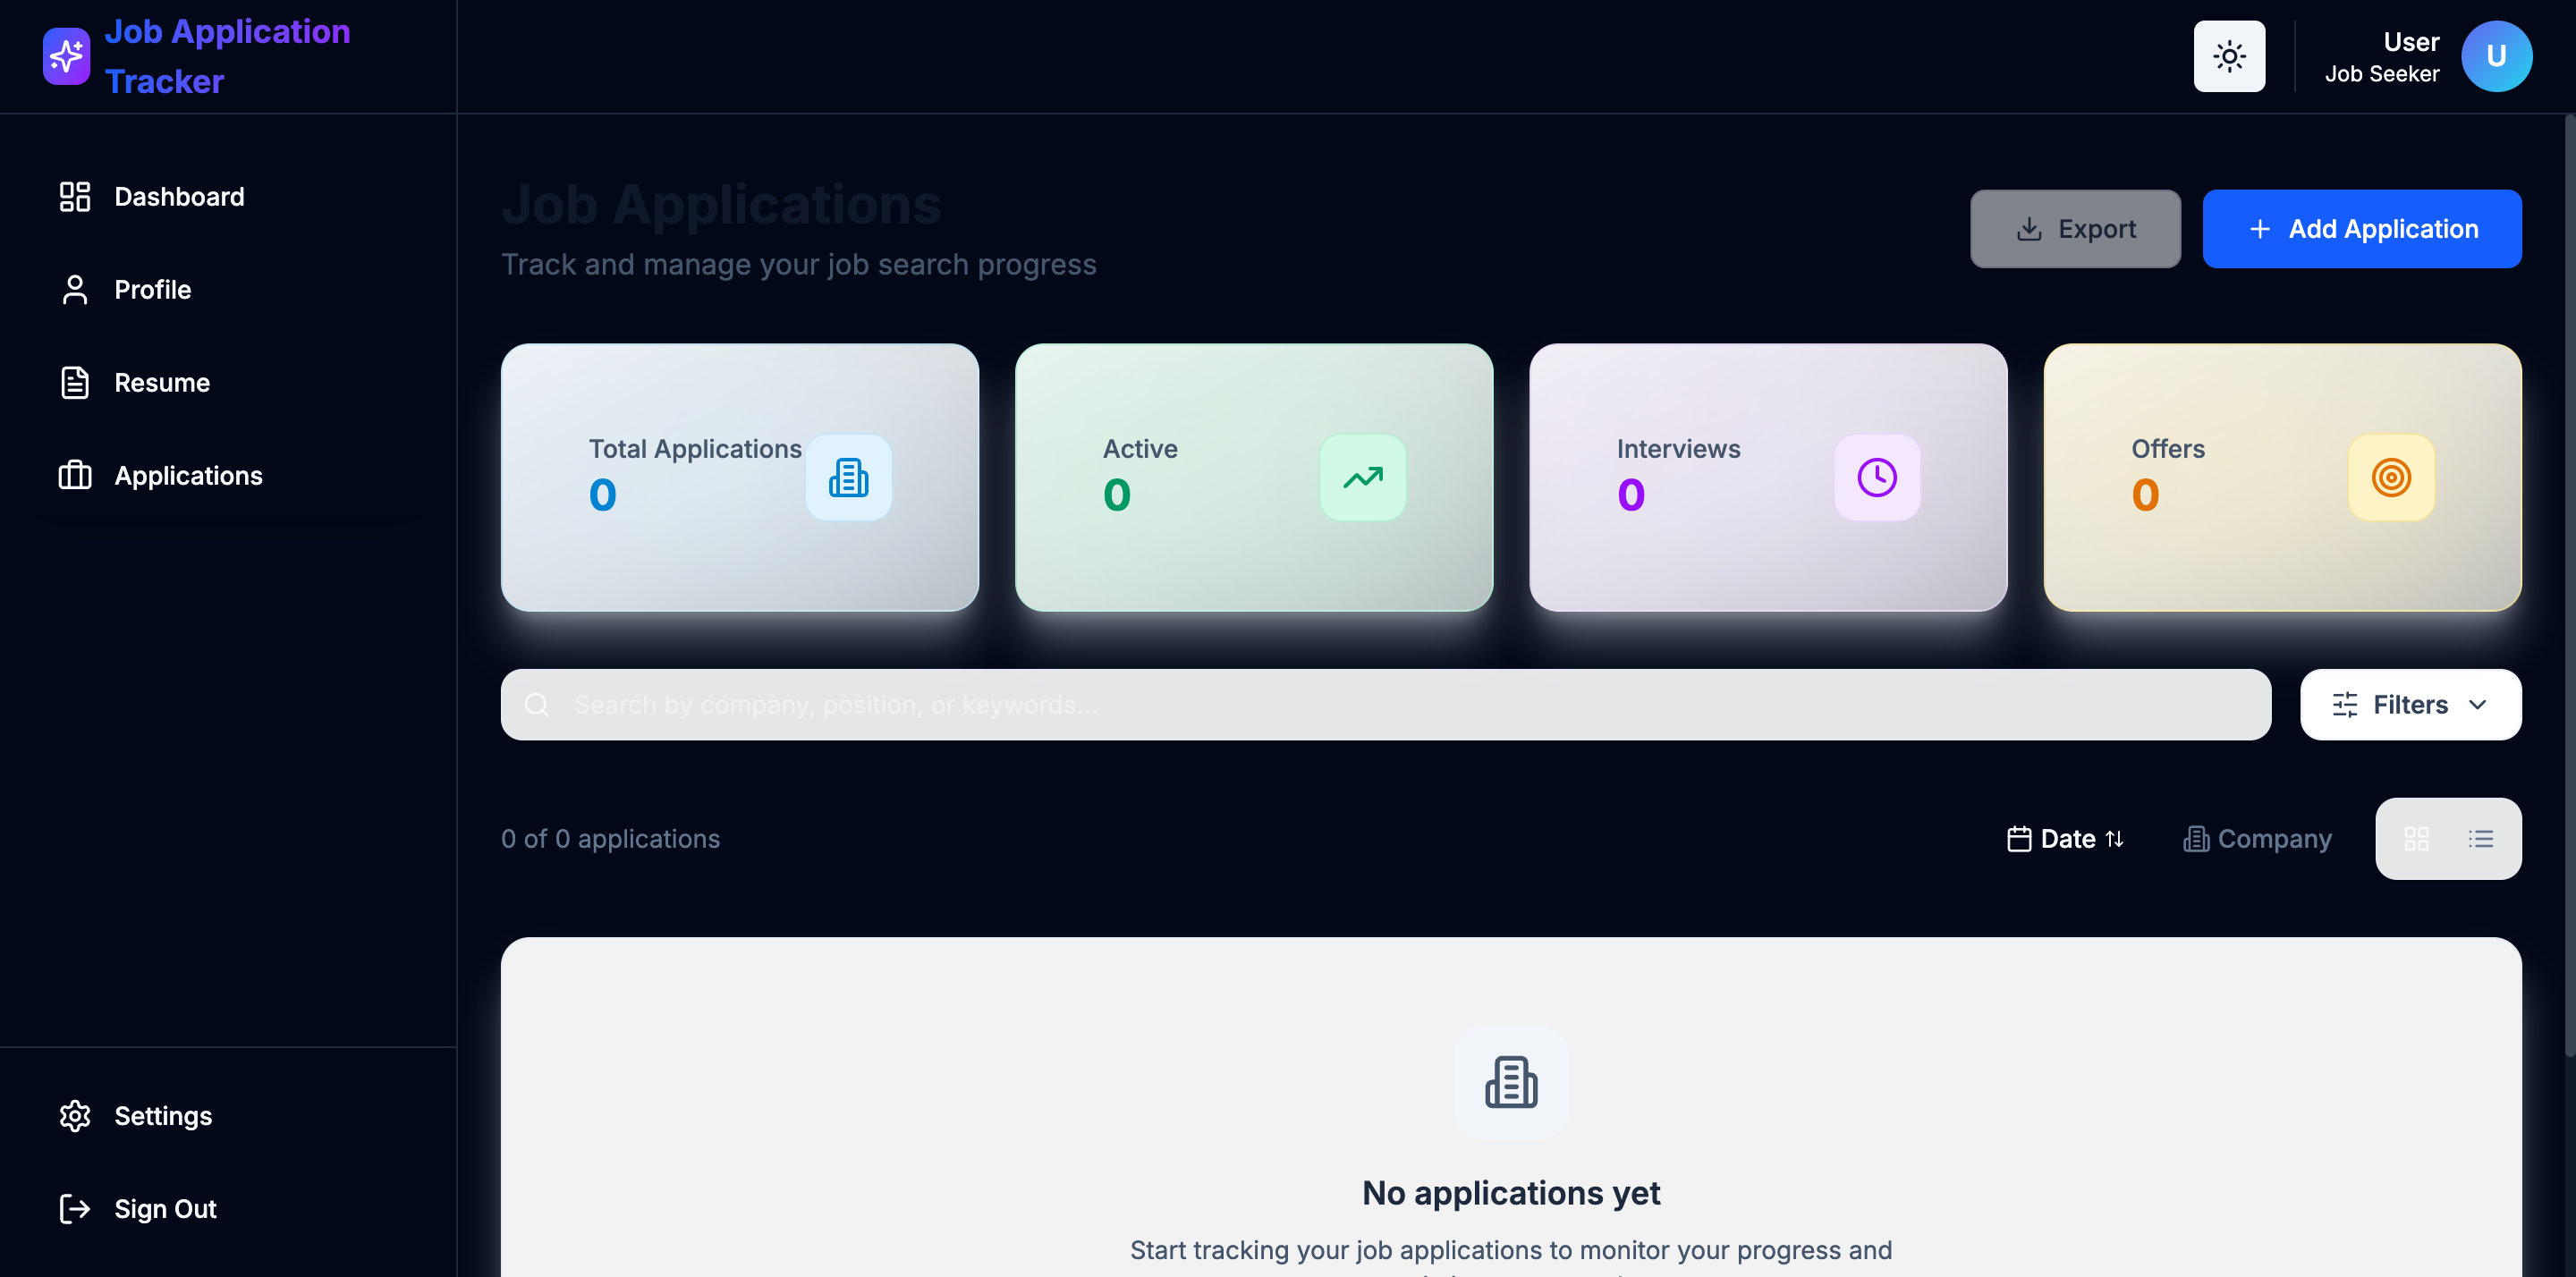 Job Application
Tracker
User
Job Seeker
U
Dashboard
Profile
Resume
Applications
Settings
Sign Out
Job Applications
Track and manage your job search progress
Export
Add Application
Total Applications
0
Active
0
Interviews
0
Offers
0
Search by company, position, or keywords...
Filters
0 of 0 applications
Date
Company
No applications yet
Start tracking your job applications to monitor your progress and